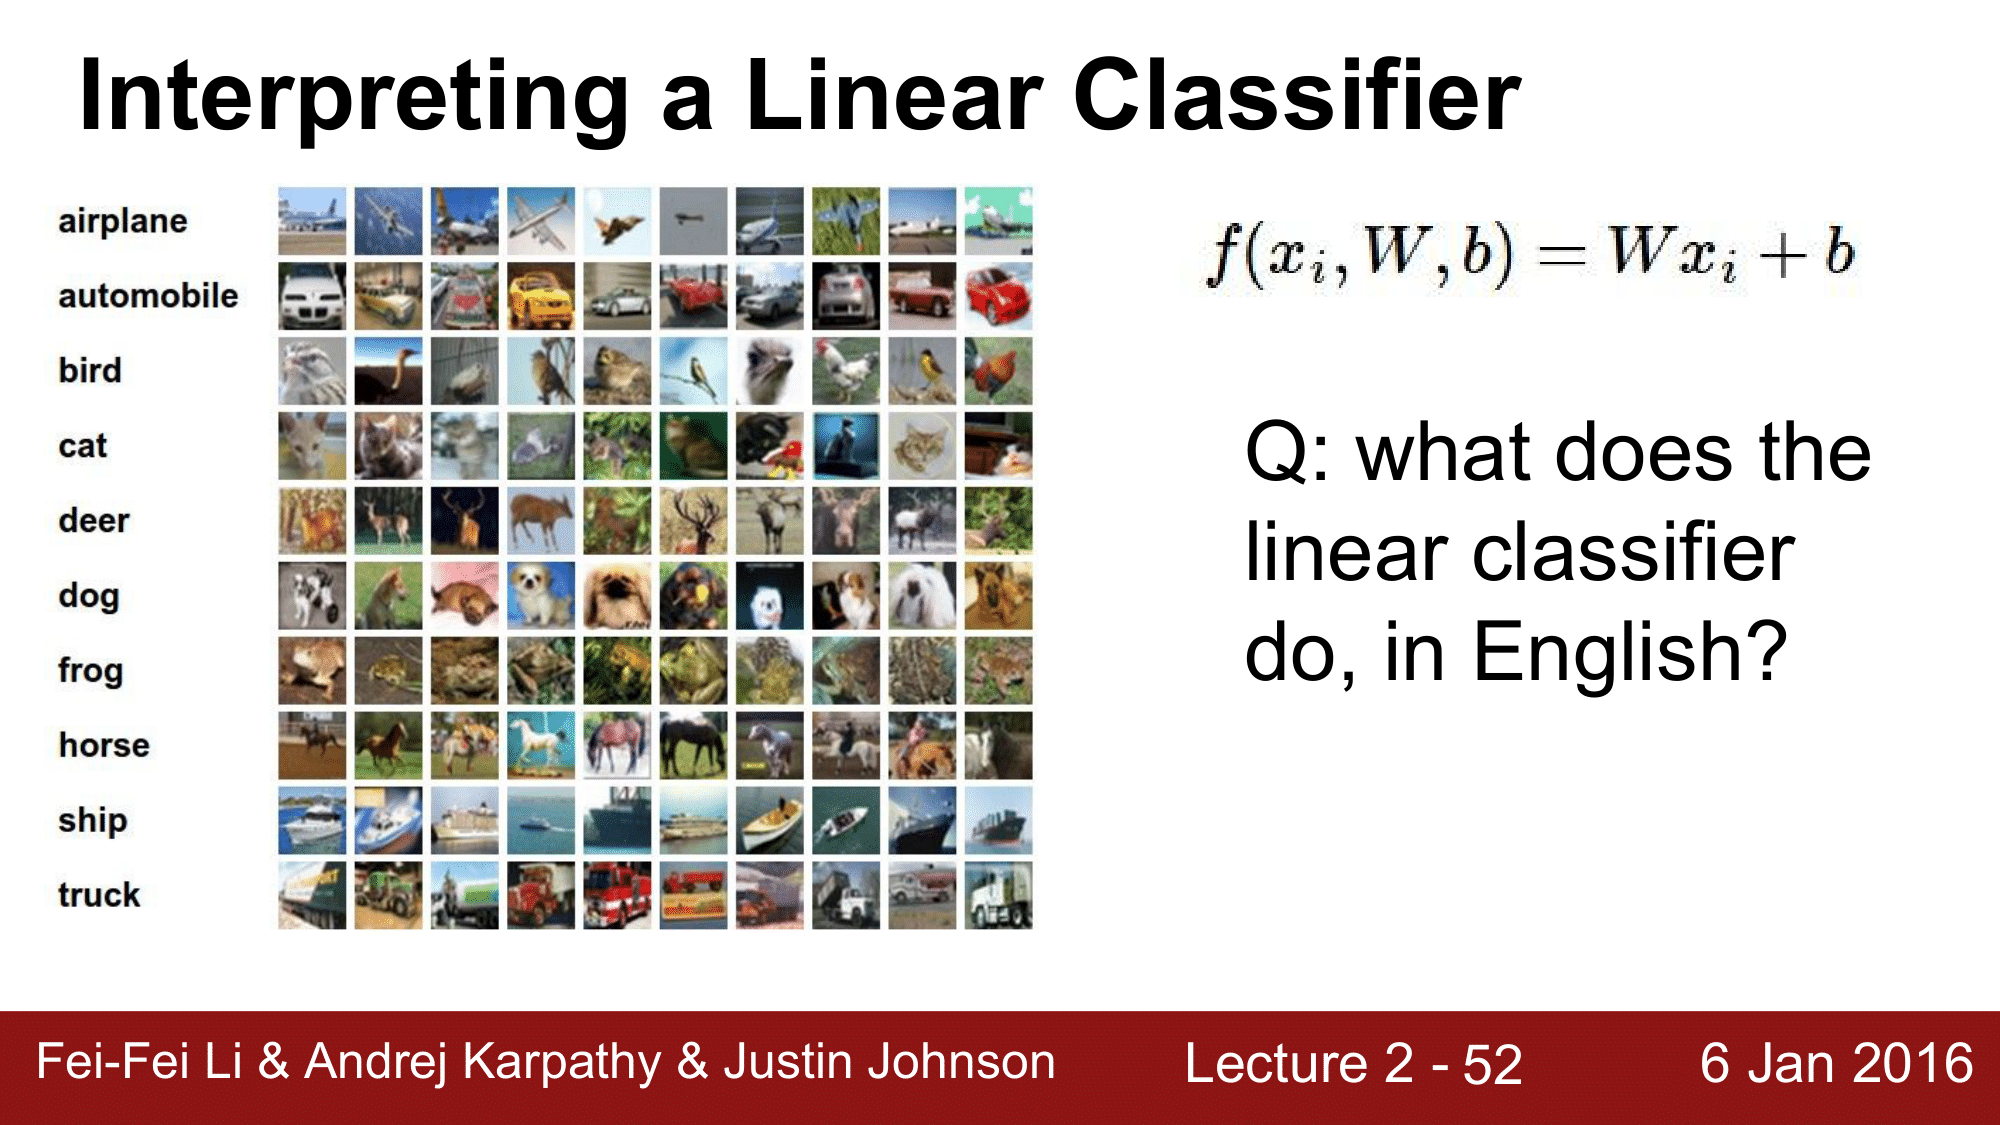 Interpreting a Linear Classifier
airplane
automobile
bird
cat
deer
dog
frog
horse
ship
truck
f(x_i, W, b) = Wx_i + b
Q: what does the
linear classifier
do, in English?
Fei-Fei Li & Andrej Karpathy & Justin Johnson
Lecture 2 - 52
6 Jan 2016